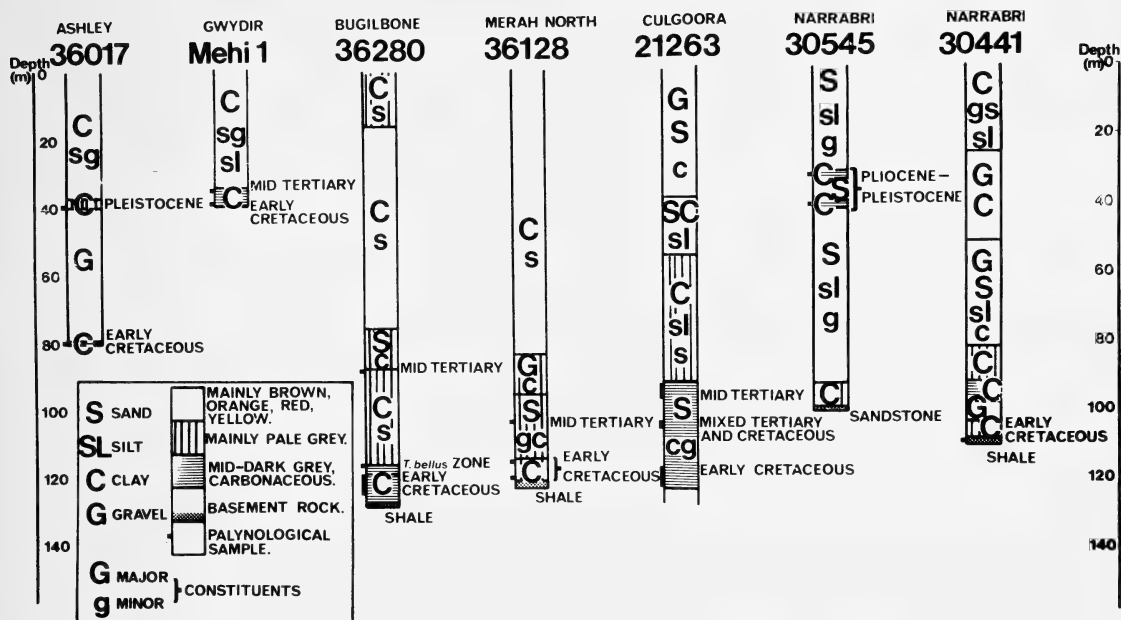 ASHLEY
36017
GWYDIR
Mehi 1
BUGILBONE
36280
MERAH NORTH
36128
CULGOORA
21263
NARRABRI
30545
NARRABRI
30441
Depth
(m)
0
20
40
60
80
100
120
140
C
sg
C
PLEISTOCENE
G
C
EARLY
CRETACEOUS
C
sg
sl
C
MID TERTIARY
EARLY
CRETACEOUS
C
s
C
s
S
c
MID TERTIARY
C
s
T. bellus ZONE
EARLY
CRETACEOUS
C
SHALE
C
s
G
c
S
MID TERTIARY
gc
C
EARLY
CRETACEOUS
SHALE
G
S
c
SC
sl
C
sl
s
MID TERTIARY
S
MIXED TERTIARY
AND CRETACEOUS
cg
EARLY CRETACEOUS
S
sl
g
C
S
C
PLIOCENE–
PLEISTOCENE
S
sl
g
C
SANDSTONE
C
gs
sl
G
C
G
S
sl
c
C
C
G
C
EARLY
CRETACEOUS
SHALE
Depth
(m)
0
20
40
60
80
100
120
140
S SAND
SL SILT
C CLAY
G GRAVEL
G MAJOR
g MINOR
CONSTITUENTS
MAINLY BROWN,
ORANGE, RED,
YELLOW.
MAINLY PALE GREY.
MID-DARK GREY,
CARBONACEOUS.
BASEMENT ROCK.
PALYNOLOGICAL
SAMPLE.